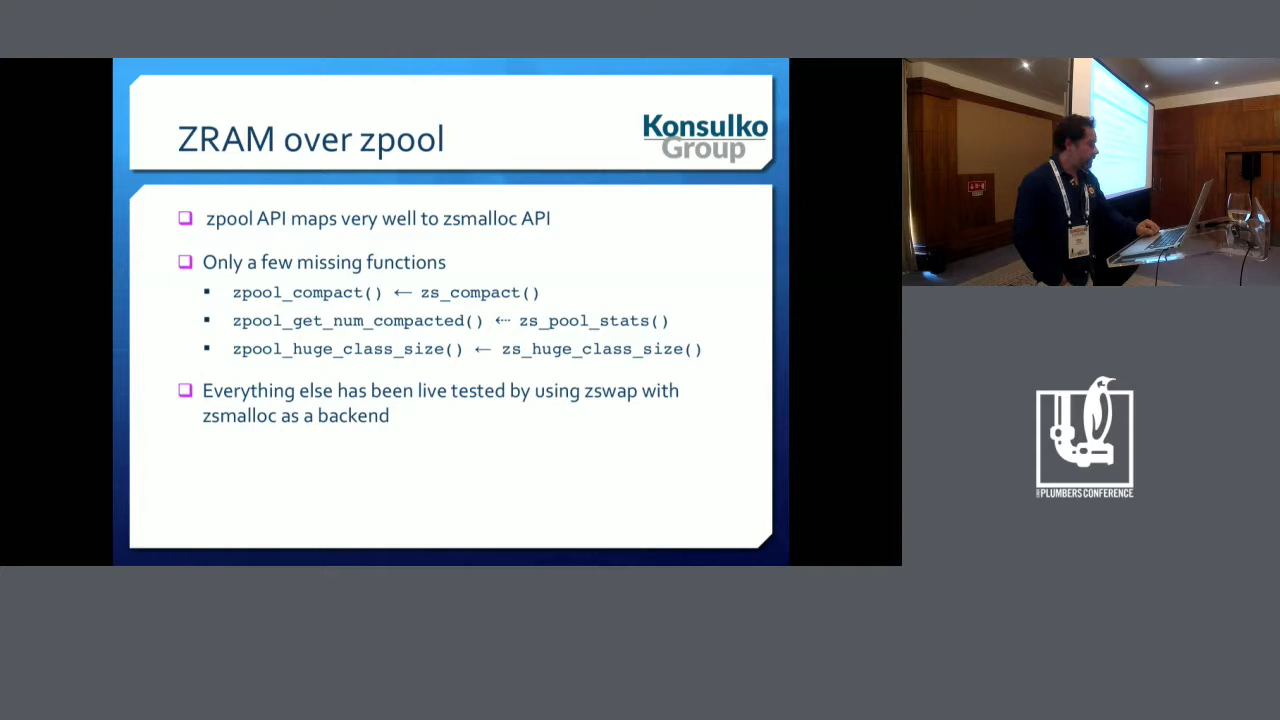 ZRAM over zpool
Konsulko
Group
zpool API maps very well to zsmalloc API
Only a few missing functions
zpool_compact() ← zs_compact()
zpool_get_num_compacted() ⇠ zs_pool_stats()
zpool_huge_class_size() ← zs_huge_class_size()
Everything else has been live tested by using zswap with
zsmalloc as a backend
PLUMBERS CONFERENCE